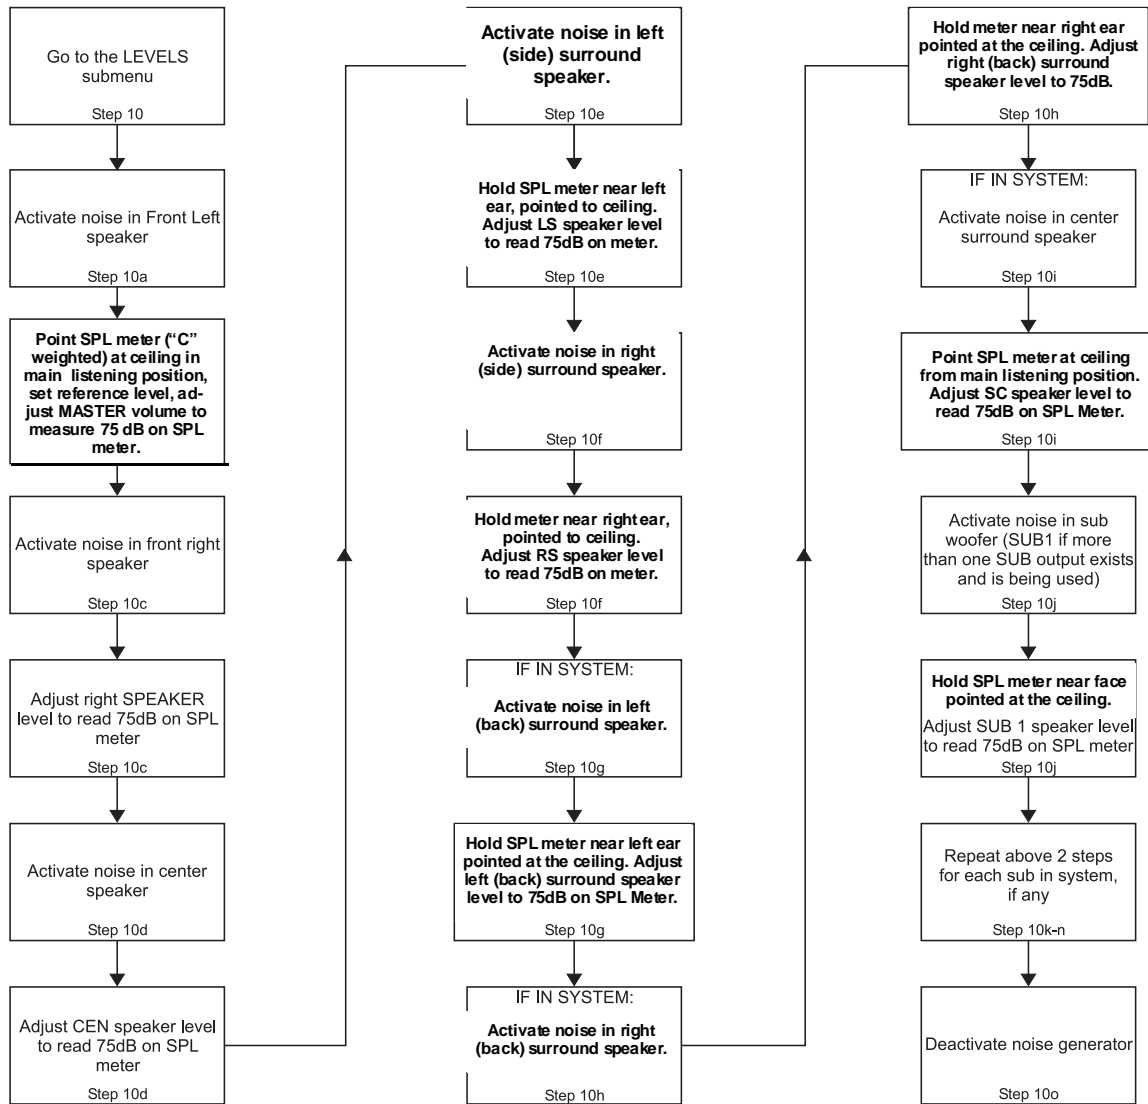 Go to the LEVELS
submenu
Step 10
Activate noise in Front Left
speaker
Step 10a
Point SPL meter (“C”
weighted) at ceiling in
main listening position,
set reference level, ad-
just MASTER volume to
measure 75 dB on SPL
meter.
Activate noise in front right
speaker
Step 10c
Adjust right SPEAKER
level to read 75dB on SPL
meter
Step 10c
Activate noise in center
speaker
Step 10d
Adjust CEN speaker level
to read 75dB on SPL
meter
Step 10d
Activate noise in left
(side) surround
speaker.
Step 10e
Hold SPL meter near left
ear, pointed to ceiling.
Adjust LS speaker level
to read 75dB on meter.
Step 10e
Activate noise in right
(side) surround speaker.
Step 10f
Hold meter near right ear,
pointed to ceiling.
Adjust RS speaker level
to read 75dB on meter.
Step 10f
IF IN SYSTEM:
Activate noise in left
(back) surround speaker.
Step 10g
Hold SPL meter near left ear
pointed at the ceiling. Adjust
left (back) surround speaker
level to 75dB on SPL Meter.
Step 10g
IF IN SYSTEM:
Activate noise in right
(back) surround speaker.
Step 10h
Hold meter near right ear
pointed at the ceiling. Adjust
right (back) surround
speaker level to 75dB.
Step 10h
IF IN SYSTEM:
Activate noise in center
surround speaker
Step 10i
Point SPL meter at ceiling
from main listening position.
Adjust SC speaker level to
read 75dB on SPL Meter.
Step 10i
Activate noise in sub
woofer (SUB1 if more
than one SUB output exists
and is being used)
Step 10j
Hold SPL meter near face
pointed at the ceiling.
Adjust SUB 1 speaker level
to read 75dB on SPL meter
Step 10j
Repeat above 2 steps
for each sub in system,
if any
Step 10k-n
Deactivate noise generator
Step 10o